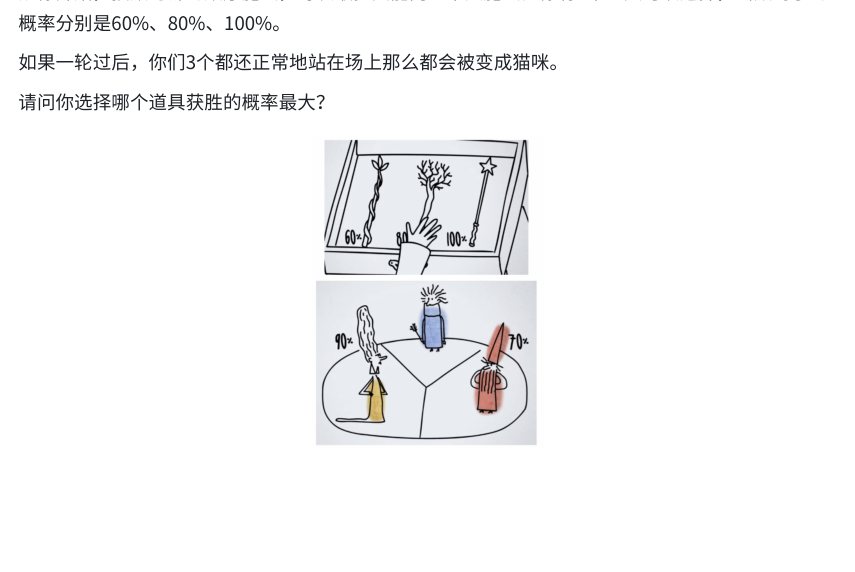 概率分别是60%、80%、100%。
如果一轮过后，你们3个都还正常地站在场上那么都会被变成猫咪。
请问你选择哪个道具获胜的概率最大？
60%
80
100%
90%
70%